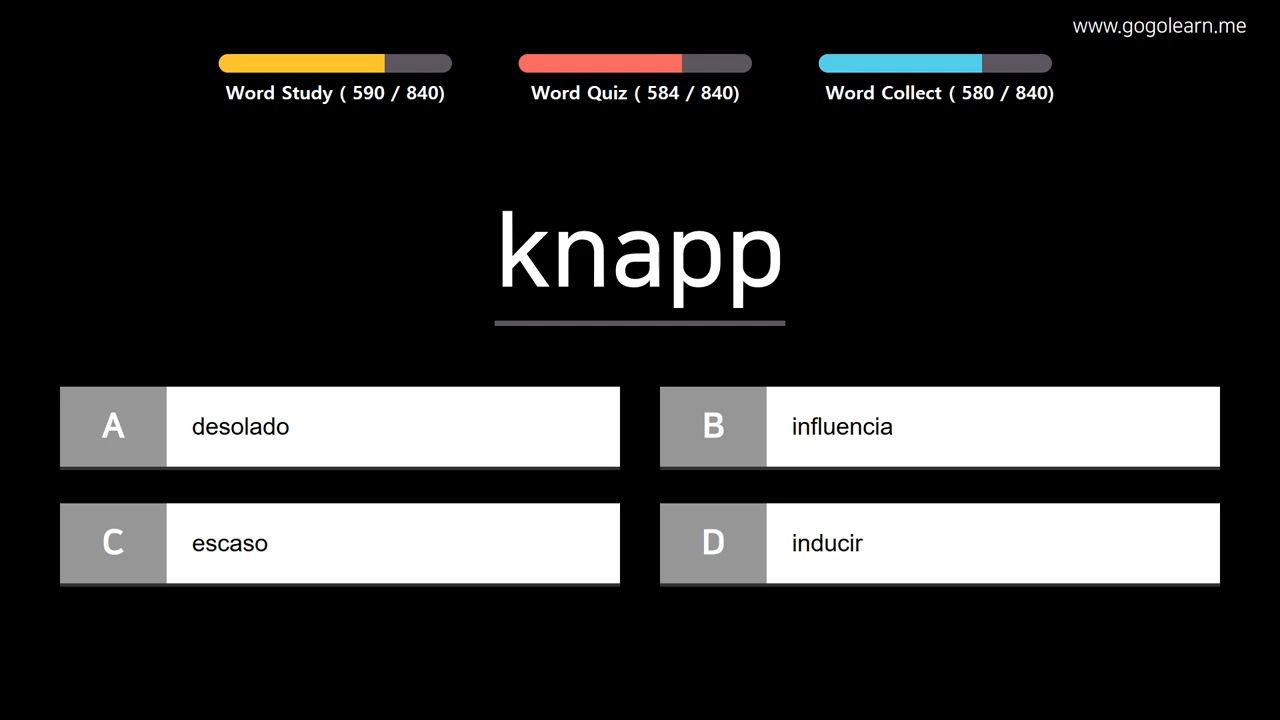 www.gogolearn.me
Word Study ( 590 / 840)
Word Quiz ( 584 / 840)
Word Collect ( 580 / 840)
knapp
A desolado
B influencia
C escaso
D inducir